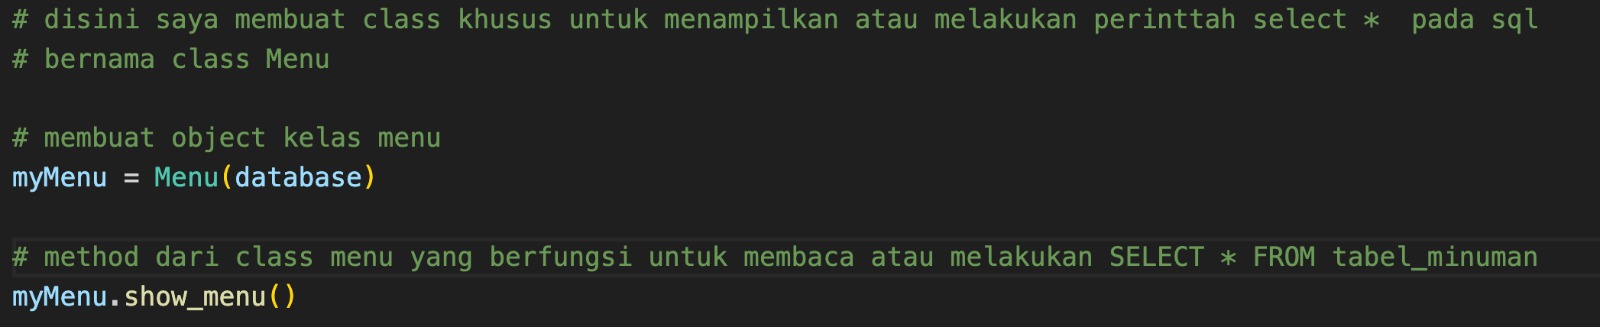 # disini saya membuat class khusus untuk menampilkan atau melakukan perinttah select *  pada sql
# bernama class Menu
# membuat object kelas menu
myMenu = Menu(database)
# method dari class menu yang berfungsi untuk membaca atau melakukan SELECT * FROM tabel_minuman
myMenu.show_menu()